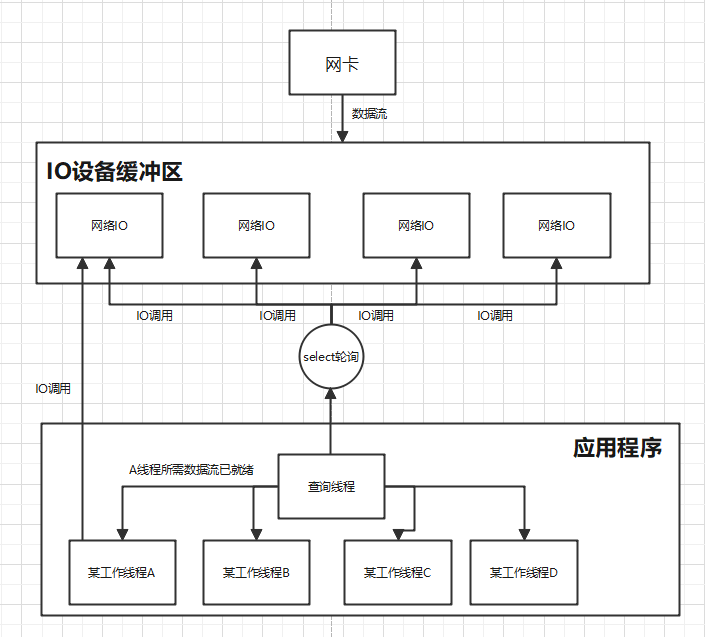 网卡
数据流
IO设备缓冲区
网络IO
网络IO
网络IO
网络IO
IO调用
IO调用
IO调用
IO调用
select轮询
IO调用
应用程序
A线程所需数据流已就绪
查询线程
某工作线程A
某工作线程B
某工作线程C
某工作线程D